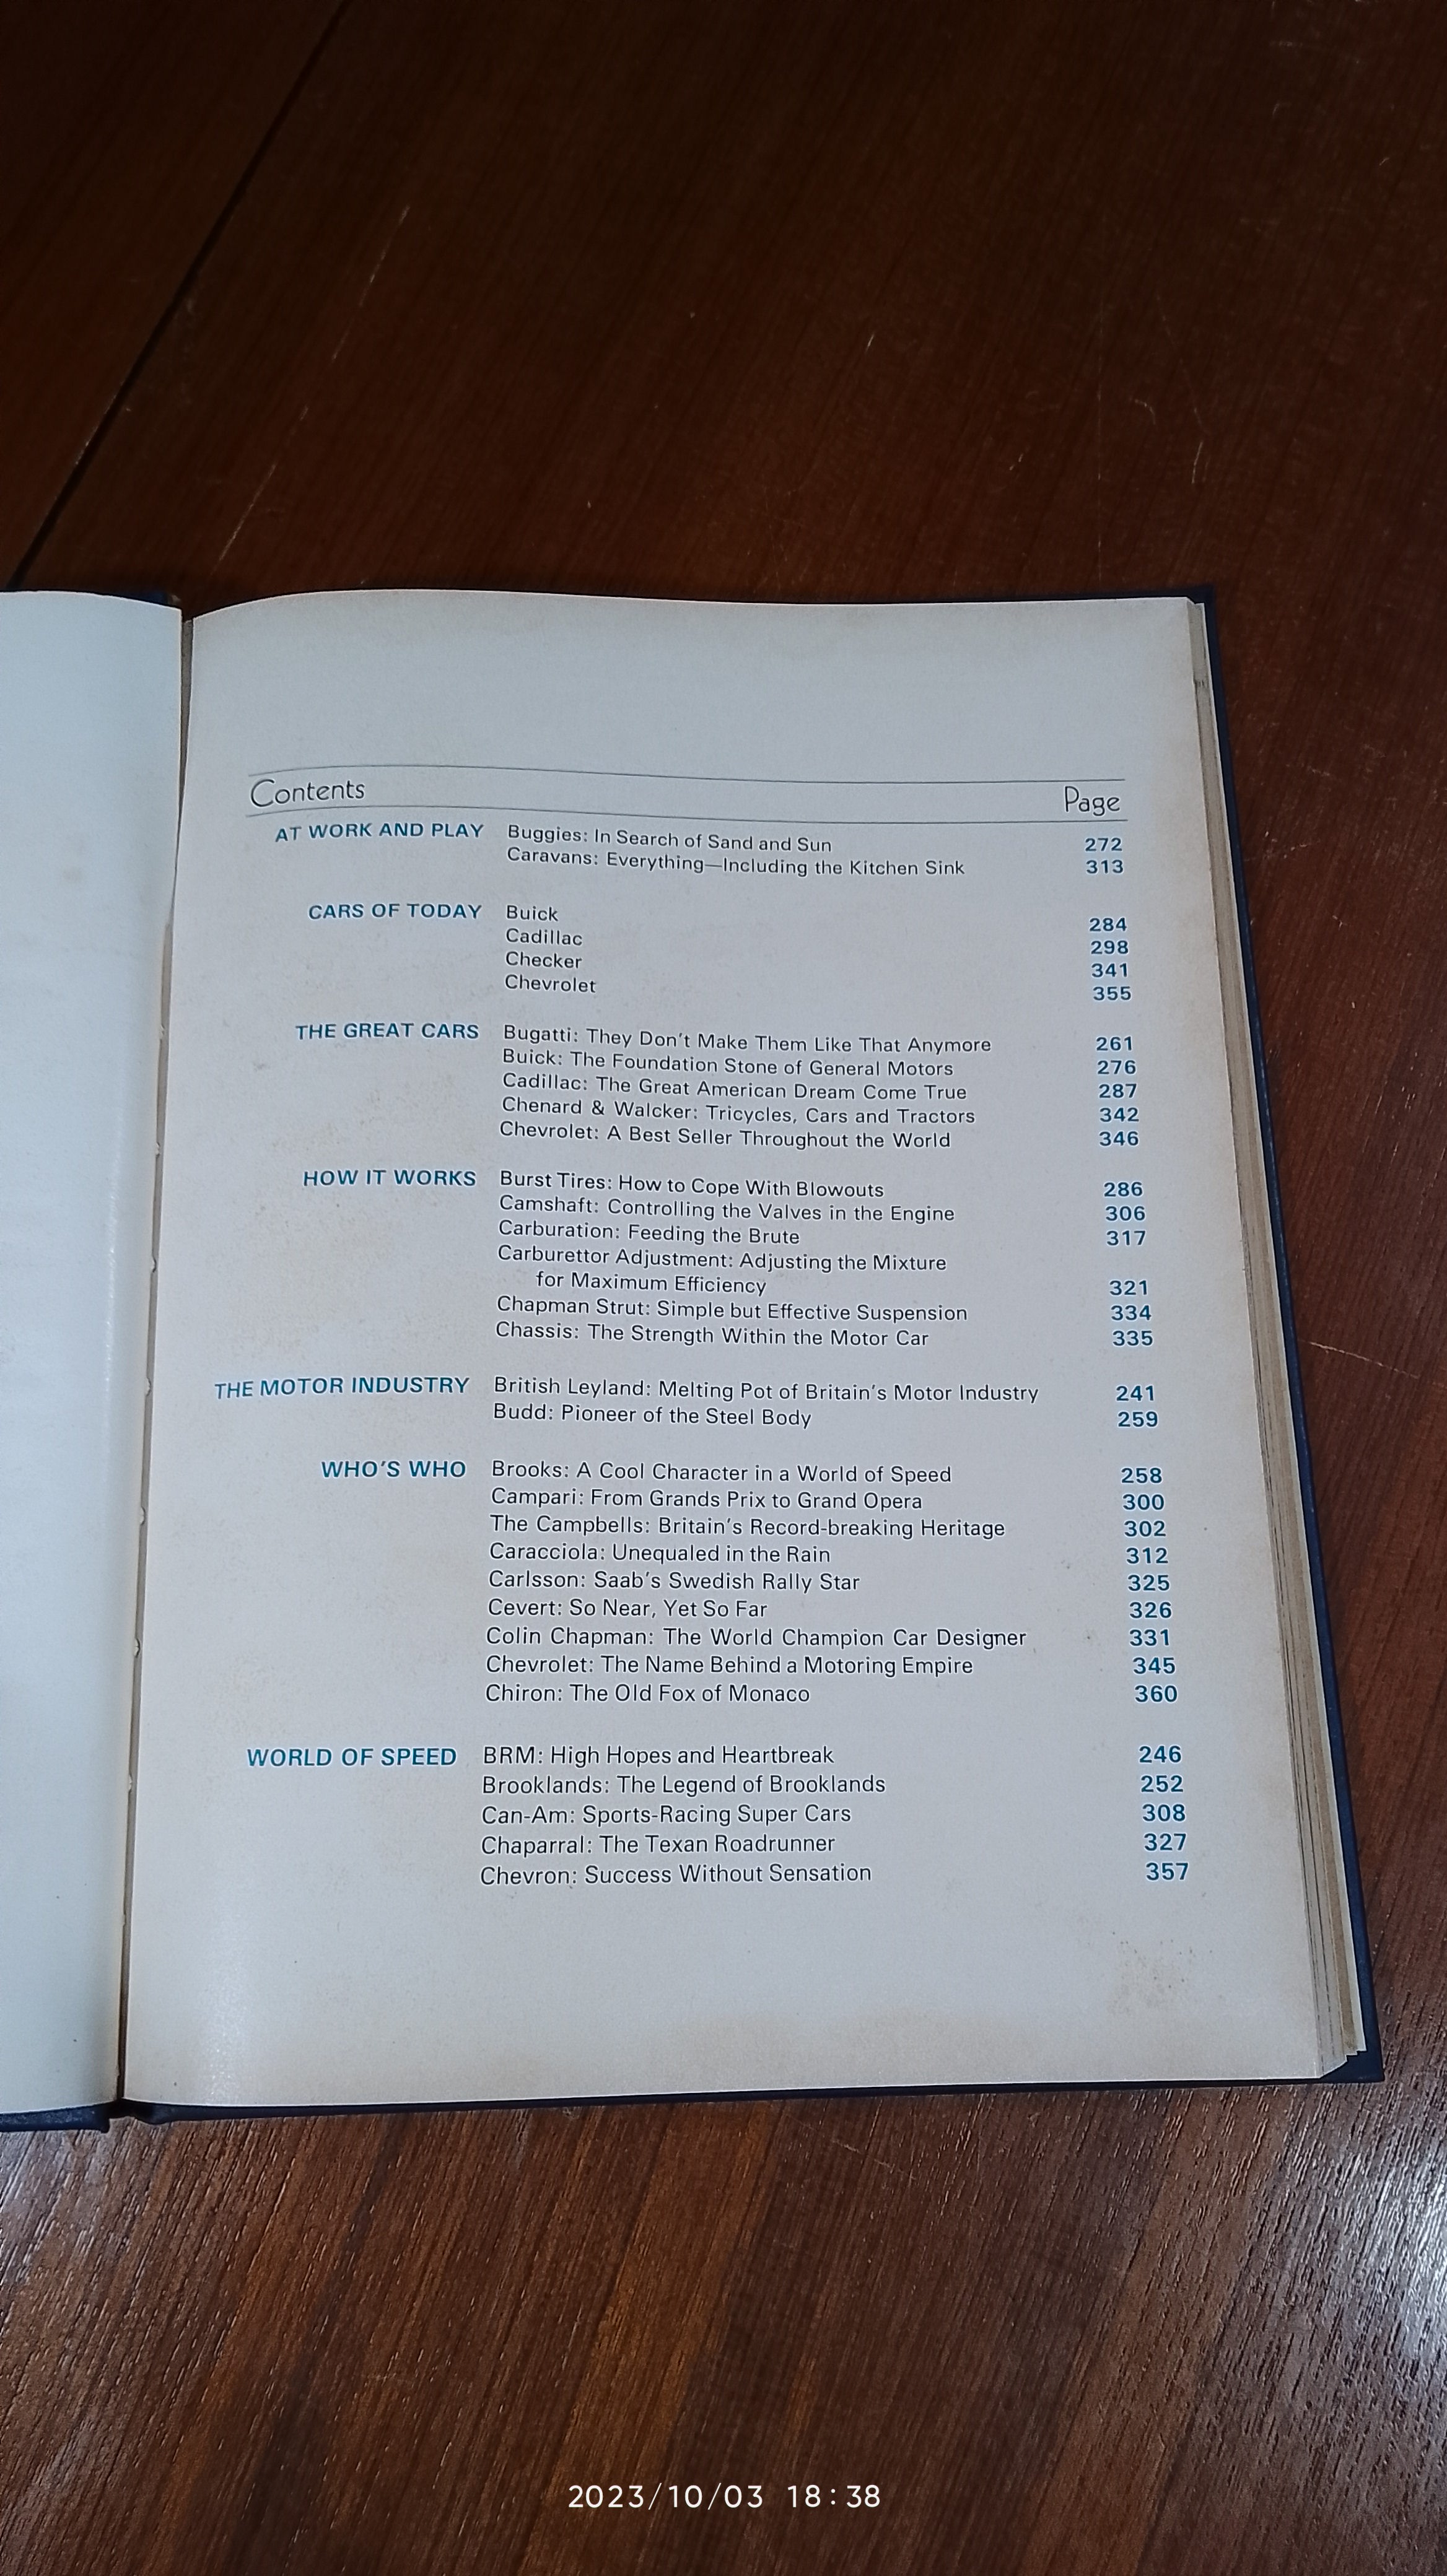 Contents Page
AT WORK AND PLAY Buggies: In Search of Sand and Sun 272
Caravans: Everything—Including the Kitchen Sink 313
CARS OF TODAY Buick 284
Cadillac 298
Checker 341
Chevrolet 355
THE GREAT CARS Bugatti: They Don't Make Them Like That Anymore 261
Buick: The Foundation Stone of General Motors 276
Cadillac: The Great American Dream Come True 287
Chenard & Walcker: Tricycles, Cars and Tractors 342
Chevrolet: A Best Seller Throughout the World 346
HOW IT WORKS Burst Tires: How to Cope With Blowouts 286
Camshaft: Controlling the Valves in the Engine 306
Carburation: Feeding the Brute 317
Carburettor Adjustment: Adjusting the Mixture
for Maximum Efficiency 321
Chapman Strut: Simple but Effective Suspension 334
Chassis: The Strength Within the Motor Car 335
THE MOTOR INDUSTRY British Leyland: Melting Pot of Britain's Motor Industry 241
Budd: Pioneer of the Steel Body 259
WHO'S WHO Brooks: A Cool Character in a World of Speed 258
Campari: From Grands Prix to Grand Opera 300
The Campbells: Britain's Record-breaking Heritage 302
Caracciola: Unequaled in the Rain 312
Carlsson: Saab's Swedish Rally Star 325
Cevert: So Near, Yet So Far 326
Colin Chapman: The World Champion Car Designer 331
Chevrolet: The Name Behind a Motoring Empire 345
Chiron: The Old Fox of Monaco 360
WORLD OF SPEED BRM: High Hopes and Heartbreak 246
Brooklands: The Legend of Brooklands 252
Can-Am: Sports-Racing Super Cars 308
Chaparral: The Texan Roadrunner 327
Chevron: Success Without Sensation 357
2023/10/03 18:38